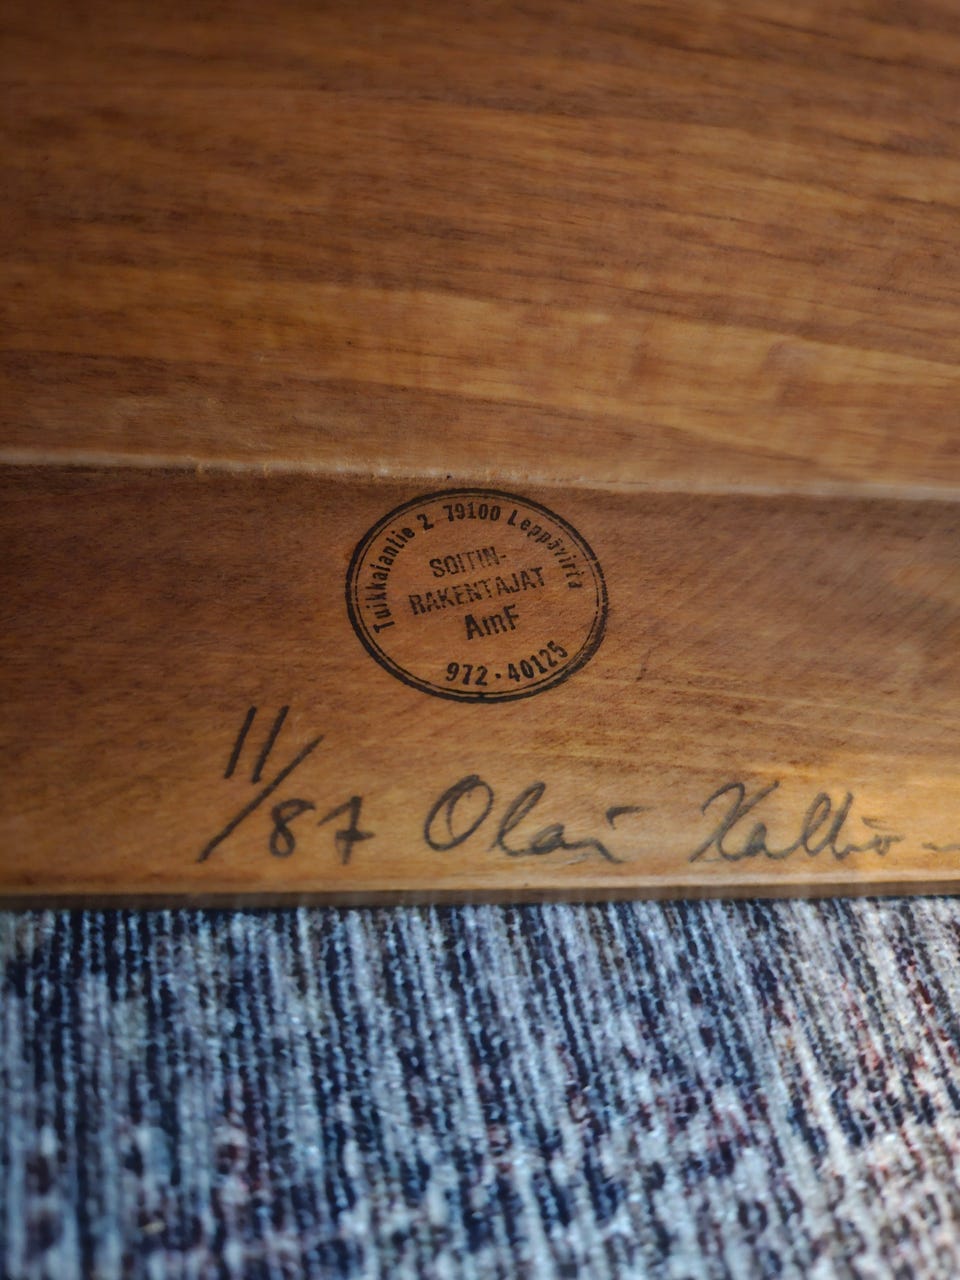 Tuikkalantie 2 79100 Leppävirta
SOITIN-
RAKENTAJAT
AmF
972-40125
11/87 Olavi Kallio